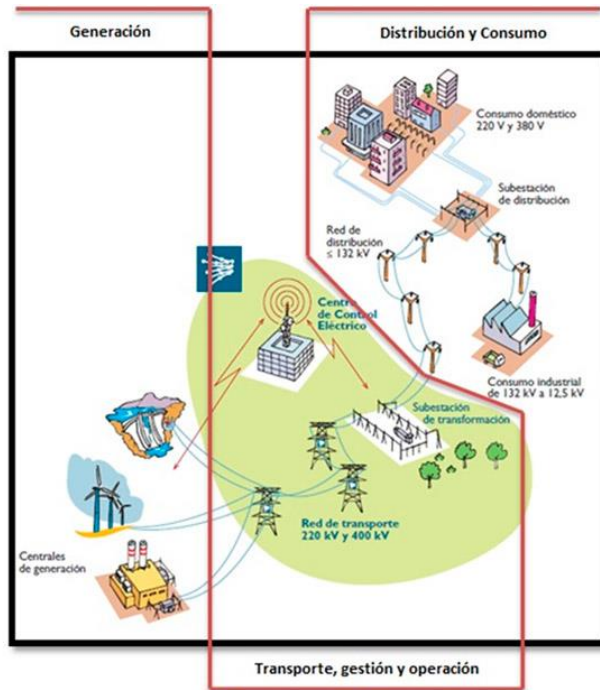 Generación
Distribución y Consumo
Consumo doméstico
220 V y 380 V
Subestación
de distribución
Red de
distribución
≤ 132 kV
Centro
de Control
Eléctrico
Consumo industrial
de 132 kV a 12,5 kV
Subestación
de transformación
Red de transporte
220 kV y 400 kV
Centrales
de generación
Transporte, gestión y operación